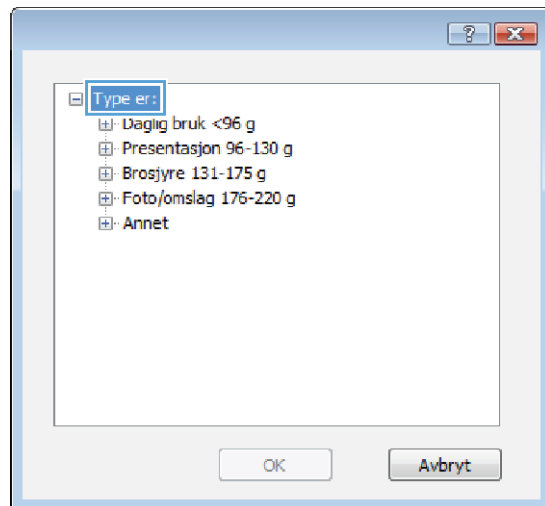 Type er:
Daglig bruk <96 g
Presentasjon 96-130 g
Brosjyre 131-175 g
Foto/omslag 176-220 g
Annet
OK
Avbryt